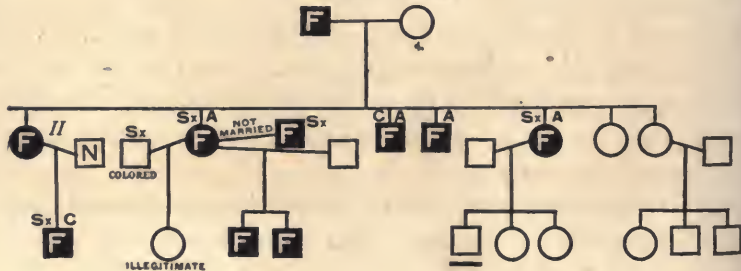 F
4.
Sx A NOT MARRIED Sx C A A Sx A
F II N Sx F F F F F
COLORED
Sx C
F F F
ILLEGITIMATE